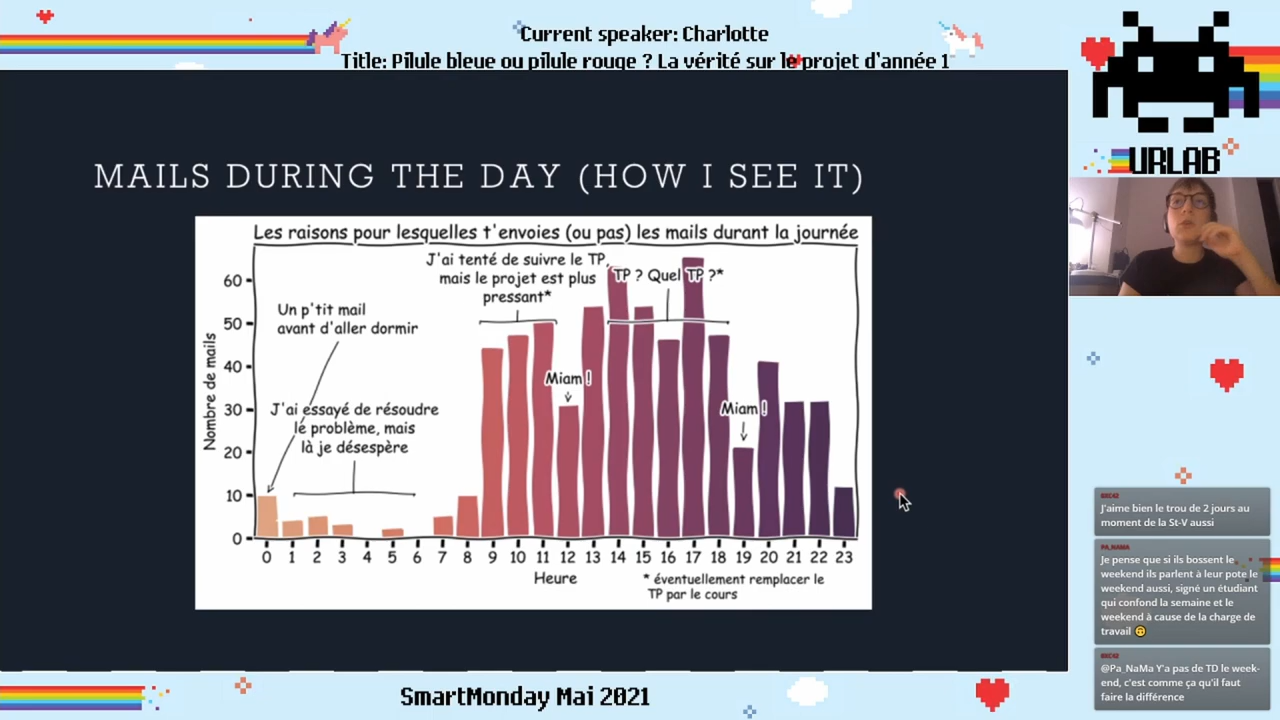 Current speaker: Charlotte
Title: Pilule bleue ou pilule rouge ? La vérité sur le projet d'année 1
URLAB
MAILS DURING THE DAY (HOW I SEE IT)
Les raisons pour lesquelles t'envoies (ou pas) les mails durant la journée
J'ai tenté de suivre le TP,
mais le projet est plus
pressant*
TP ? Quel TP ?*
Un p'tit mail
avant d'aller dormir
Miam !
J'ai essayé de résoudre
le problème, mais
là je désespère
Miam !
Nombre de mails
60
50
40
30
20
10
0
0 1 2 3 4 5 6 7 8 9 10 11 12 13 14 15 16 17 18 19 20 21 22 23
Heure
* éventuellement remplacer le
TP par le cours
J'aime bien le trou de 2 jours au
moment de la St-V aussi
PA_NAMA
Je pense que si ils bossent le
weekend ils parlent à leur pote le
weekend aussi, signé un étudiant
qui confond la semaine et le
weekend à cause de la charge de
travail 🙃
@Pa_NaMa Y'a pas de TD le week-
end, c'est comme ça qu'il faut
faire la différence
SmartMonday Mai 2021